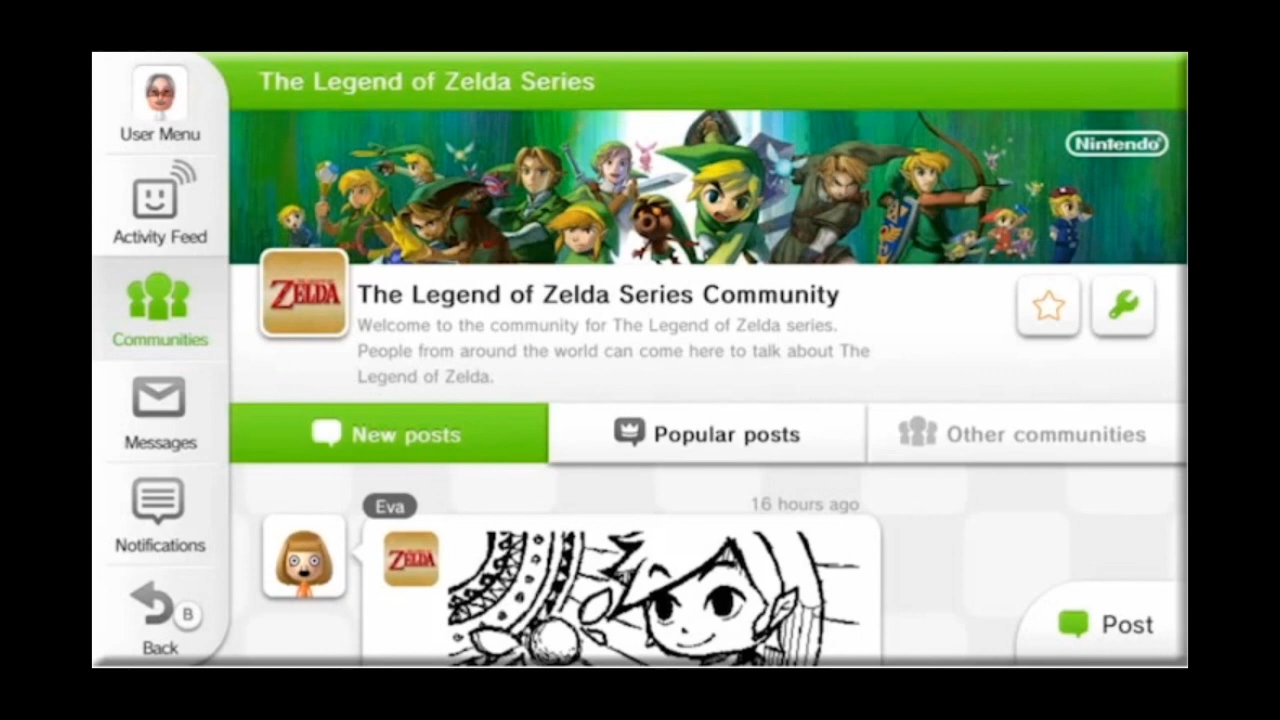 The Legend of Zelda Series
User Menu
Nintendo
Activity Feed
ZELDA
The Legend of Zelda Series Community
Welcome to the community for The Legend of Zelda series.
People from around the world can come here to talk about The
Legend of Zelda.
Communities
New posts
Popular posts
Other communities
Messages
Eva
16 hours ago
Notifications
ZELDA
B
Back
Post